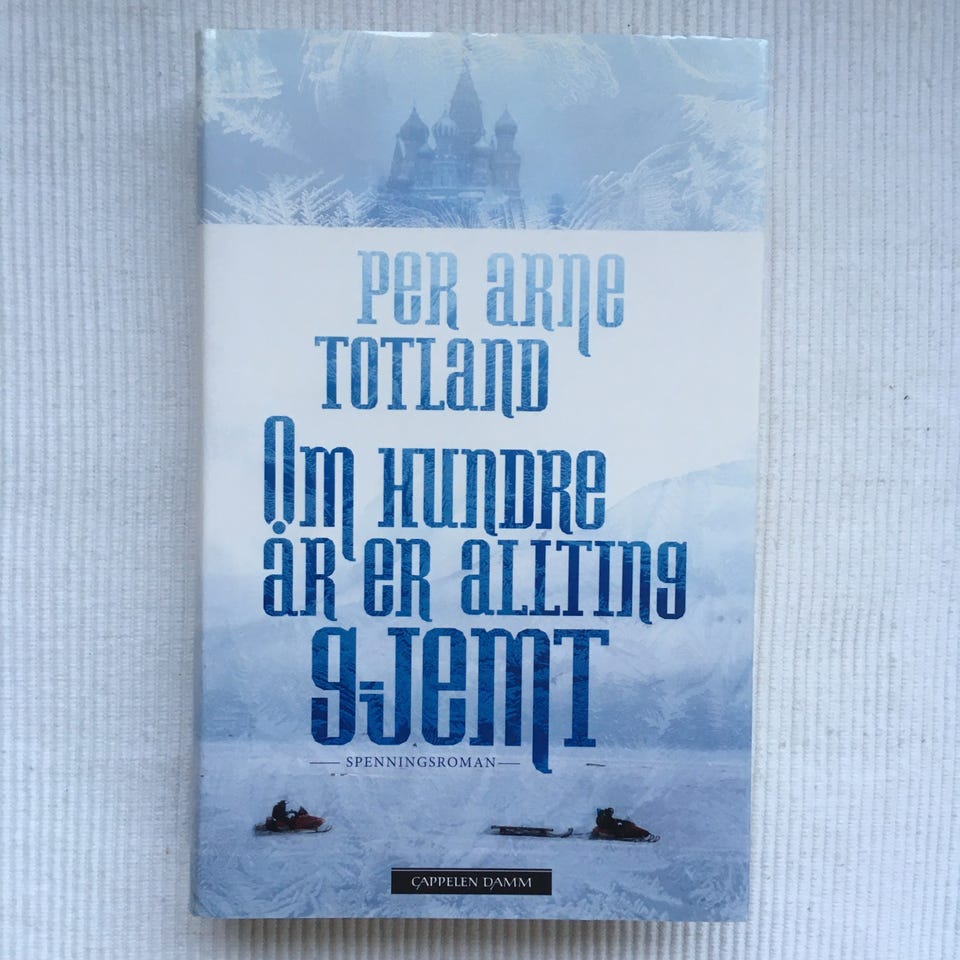 Per Arne
Totland
Om hundre
år er allting
gjemt
SPENNINGSROMAN
CAPPELEN DAMM